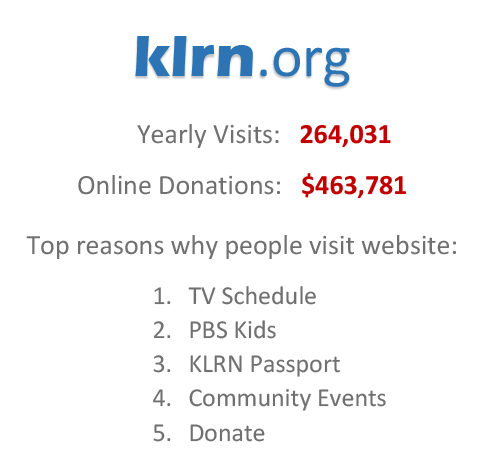 klrn.org
Yearly Visits: 264,031
Online Donations: $463,781
Top reasons why people visit website:
1. TV Schedule
2. PBS Kids
3. KLRN Passport
4. Community Events
5. Donate